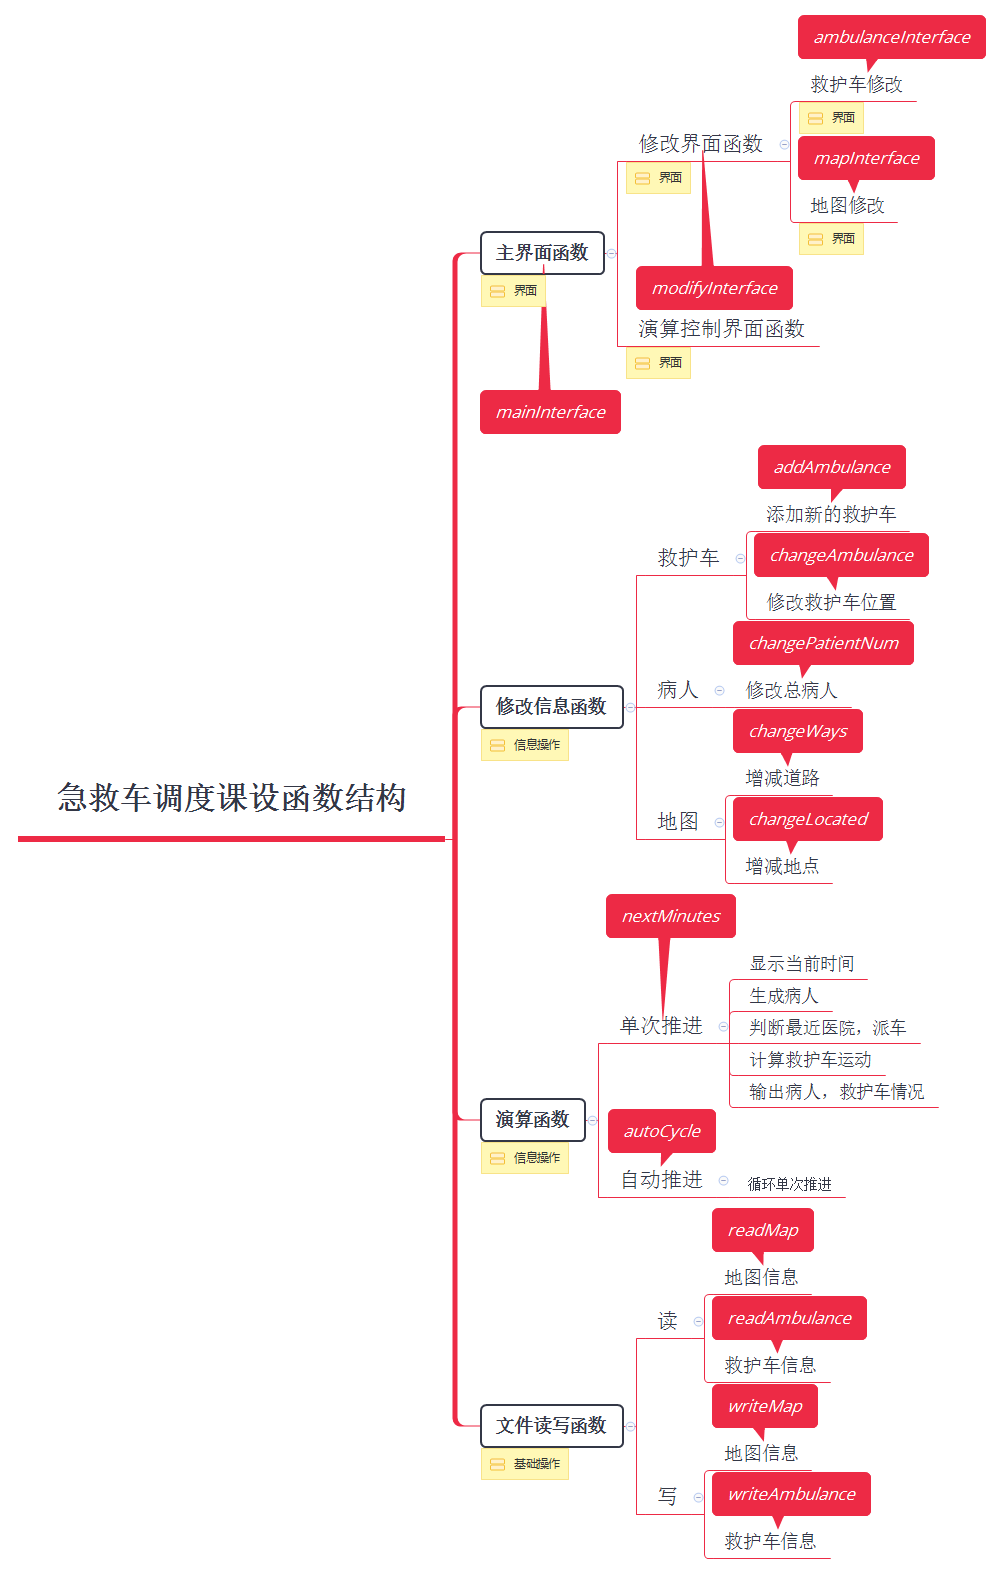 急救车调度课设函数结构
主界面函数
界面
mainInterface
修改界面函数
界面
modifyInterface
ambulanceInterface
救护车修改
界面
mapInterface
地图修改
界面
演算控制界面函数
界面
修改信息函数
信息操作
救护车
addAmbulance
添加新的救护车
changeAmbulance
修改救护车位置
病人
changePatientNum
修改总病人
地图
changeWays
增减道路
changeLocated
增减地点
演算函数
信息操作
nextMinutes
单次推进
显示当前时间
生成病人
判断最近医院，派车
计算救护车运动
输出病人，救护车情况
autoCycle
自动推进
循环单次推进
文件读写函数
基础操作
读
readMap
地图信息
readAmbulance
救护车信息
写
writeMap
地图信息
writeAmbulance
救护车信息